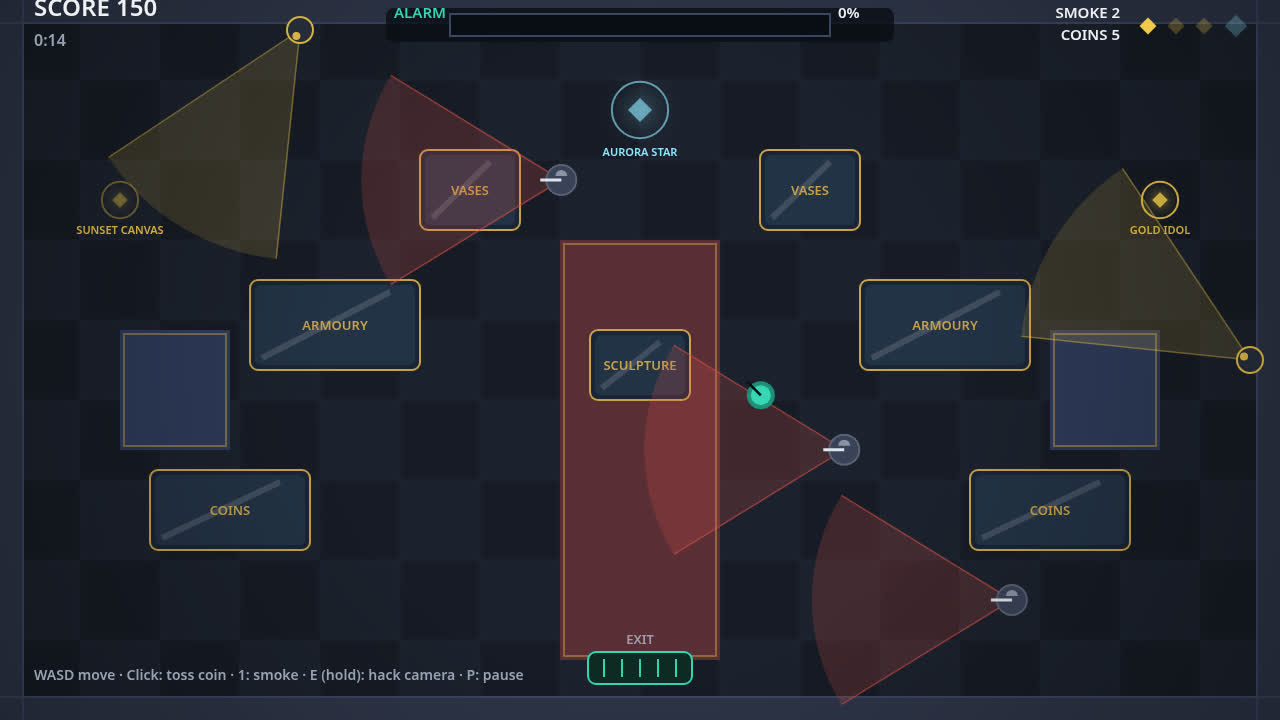 SCORE 150
ALARM
0%
SMOKE 2
0:14
COINS 5
AURORA STAR
VASES
VASES
SUNSET CANVAS
GOLD IDOL
ARMOURY
ARMOURY
SCULPTURE
COINS
COINS
EXIT
WASD move · Click: toss coin · 1: smoke · E (hold): hack camera · P: pause